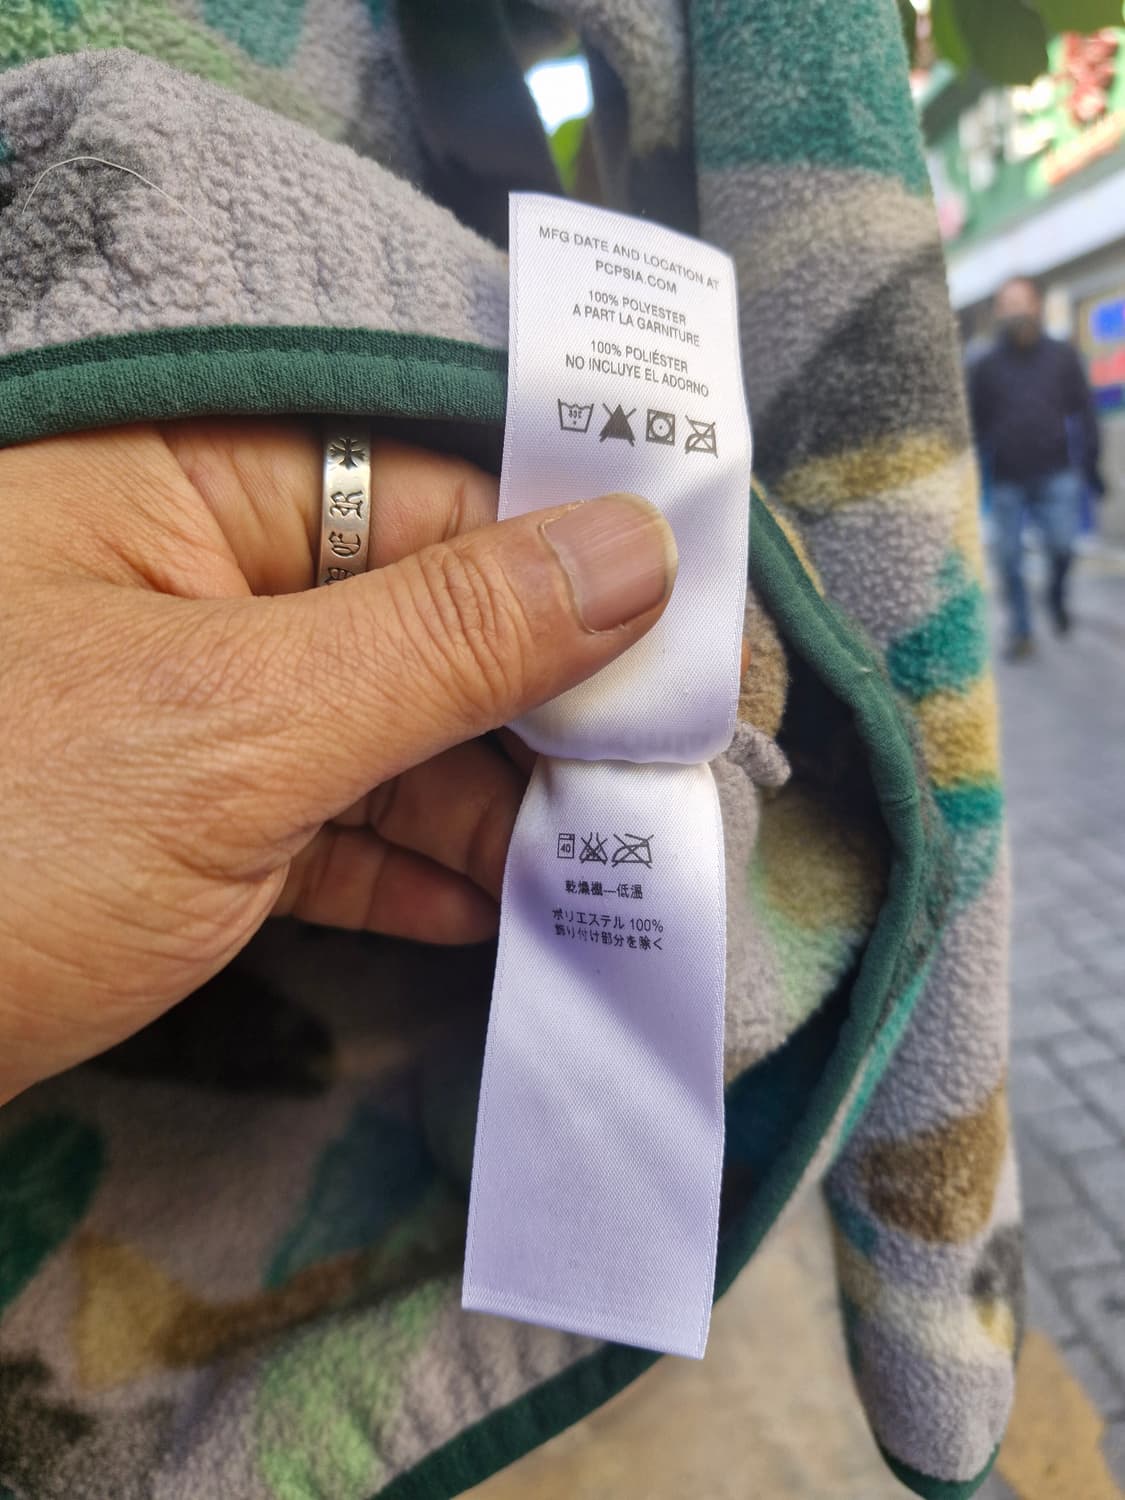 MFG DATE AND LOCATION AT
PCPSIA.COM
100% POLYESTER
A PART LA GARNITURE
100% POLIÉSTER
NO INCLUYE EL ADORNO
40
乾燥機—低温
ポリエステル 100%
飾り付け部分を除く